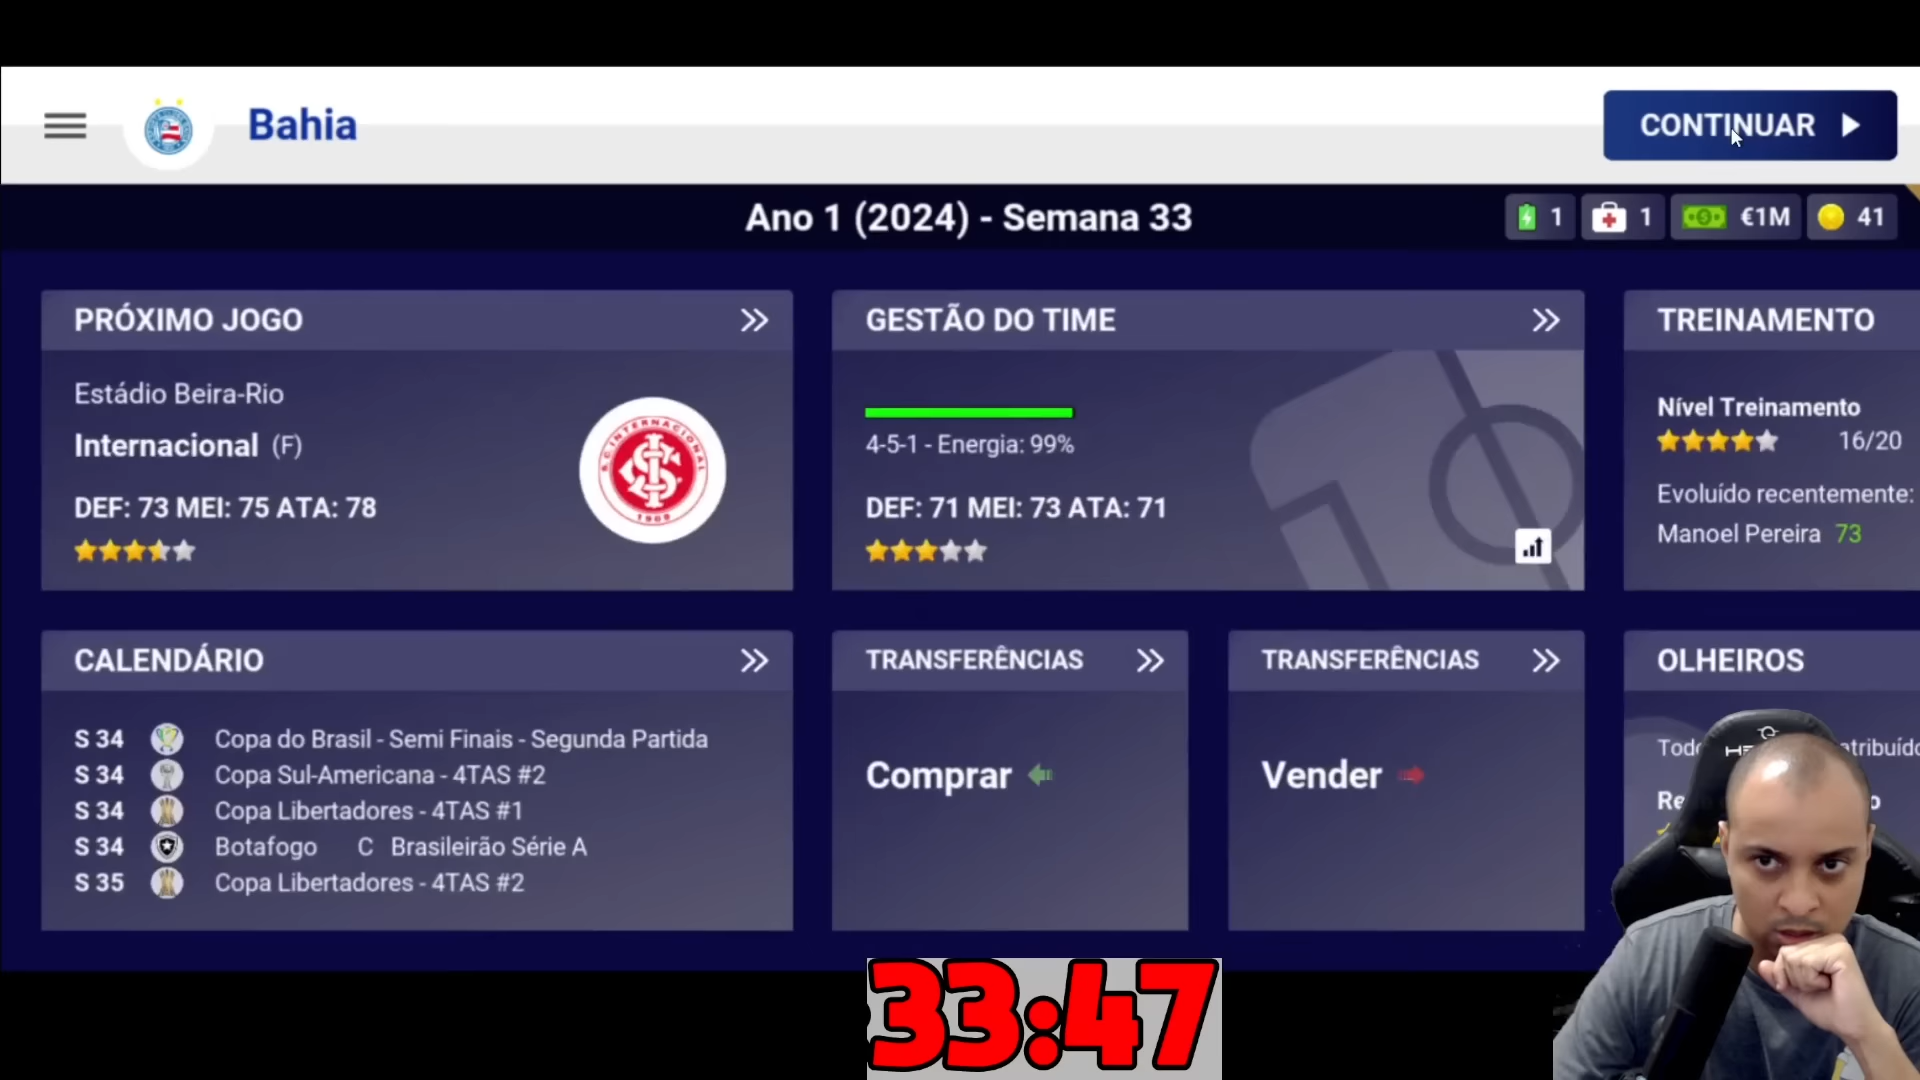 Bahia
CONTINUAR
Ano 1 (2024) - Semana 33
1
1
€1M
41
PRÓXIMO JOGO
Estádio Beira-Rio
Internacional (F)
DEF: 73 MEI: 75 ATA: 78
S.C. INTERNACIONAL
1909
GESTÃO DO TIME
4-5-1 - Energia: 99%
DEF: 71 MEI: 73 ATA: 71
TREINAMENTO
Nível Treinamento
16/20
Evoluído recentemente:
Manoel Pereira 73
CALENDÁRIO
S 34 Copa do Brasil - Semi Finais - Segunda Partida
S 34 Copa Sul-Americana - 4TAS #2
S 34 Copa Libertadores - 4TAS #1
S 34 Botafogo C Brasileirão Série A
S 35 Copa Libertadores - 4TAS #2
TRANSFERÊNCIAS
Comprar
TRANSFERÊNCIAS
Vender
OLHEIROS
33:47